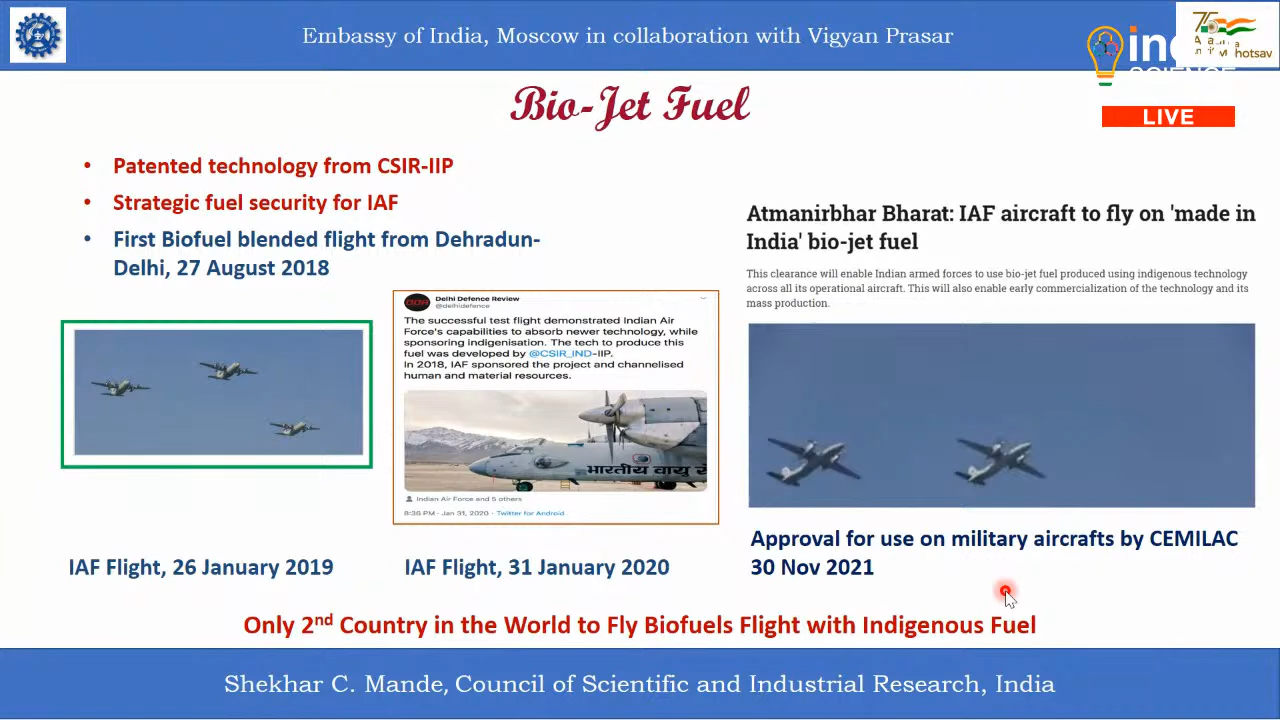 Embassy of India, Moscow in collaboration with Vigyan Prasar
LIVE
Bio-Jet Fuel
• Patented technology from CSIR-IIP
• Strategic fuel security for IAF
• First Biofuel blended flight from Dehradun-
Delhi, 27 August 2018
Atmanirbhar Bharat: IAF aircraft to fly on 'made in
India' bio-jet fuel
This clearance will enable Indian armed forces to use bio-jet fuel produced using indigenous technology
across all its operational aircraft. This will also enable early commercialization of the technology and its
mass production.
Delhi Defence Review
@delhidefence
The successful test flight demonstrated Indian Air
Force's capabilities to absorb newer technology, while
sponsoring indigenisation. The tech to produce this
fuel was developed by @CSIR_IND-IIP.
In 2018, IAF sponsored the project and channelised
human and material resources.
भारतीय वायु से
Indian Air Force and 5 others
8:36 PM · Jan 31, 2020 · Twitter for Android
IAF Flight, 26 January 2019
IAF Flight, 31 January 2020
Approval for use on military aircrafts by CEMILAC
30 Nov 2021
Only 2nd Country in the World to Fly Biofuels Flight with Indigenous Fuel
Shekhar C. Mande, Council of Scientific and Industrial Research, India